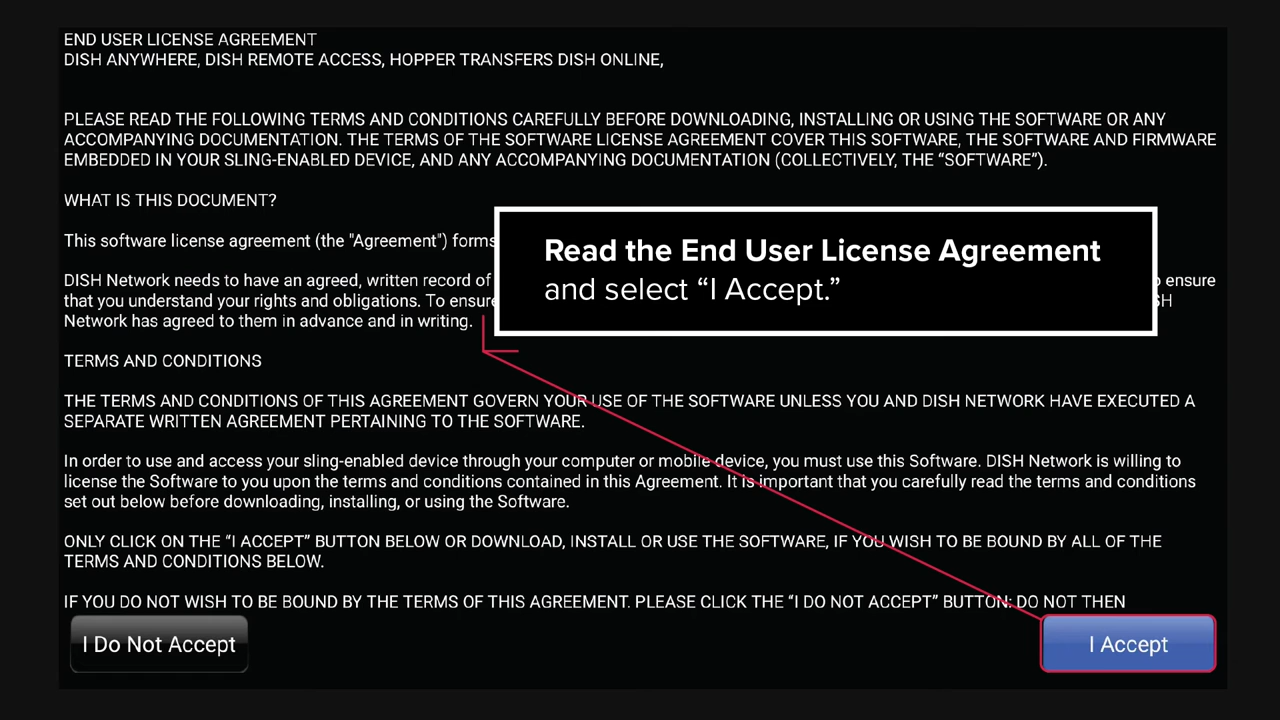 END USER LICENSE AGREEMENT
DISH ANYWHERE, DISH REMOTE ACCESS, HOPPER TRANSFERS DISH ONLINE,
PLEASE READ THE FOLLOWING TERMS AND CONDITIONS CAREFULLY BEFORE DOWNLOADING, INSTALLING OR USING THE SOFTWARE OR ANY
ACCOMPANYING DOCUMENTATION. THE TERMS OF THE SOFTWARE LICENSE AGREEMENT COVER THIS SOFTWARE, THE SOFTWARE AND FIRMWARE
EMBEDDED IN YOUR SLING-ENABLED DEVICE, AND ANY ACCOMPANYING DOCUMENTATION (COLLECTIVELY, THE “SOFTWARE”).
WHAT IS THIS DOCUMENT?
This software license agreement (the "Agreement") forms
DISH Network needs to have an agreed, written record of
ensure
that you understand your rights and obligations. To ensure
Network has agreed to them in advance and in writing.
Read the End User License Agreement
and select “I Accept.”
TERMS AND CONDITIONS
THE TERMS AND CONDITIONS OF THIS AGREEMENT GOVERN YOUR USE OF THE SOFTWARE UNLESS YOU AND DISH NETWORK HAVE EXECUTED A
SEPARATE WRITTEN AGREEMENT PERTAINING TO THE SOFTWARE.
In order to use and access your sling-enabled device through your computer or mobile device, you must use this Software. DISH Network is willing to
license the Software to you upon the terms and conditions contained in this Agreement. It is important that you carefully read the terms and conditions
set out below before downloading, installing, or using the Software.
ONLY CLICK ON THE “I ACCEPT” BUTTON BELOW OR DOWNLOAD, INSTALL OR USE THE SOFTWARE, IF YOU WISH TO BE BOUND BY ALL OF THE
TERMS AND CONDITIONS BELOW.
IF YOU DO NOT WISH TO BE BOUND BY THE TERMS OF THIS AGREEMENT. PLEASE CLICK THE “I DO NOT ACCEPT” BUTTON: DO NOT THEN
I Do Not Accept
I Accept